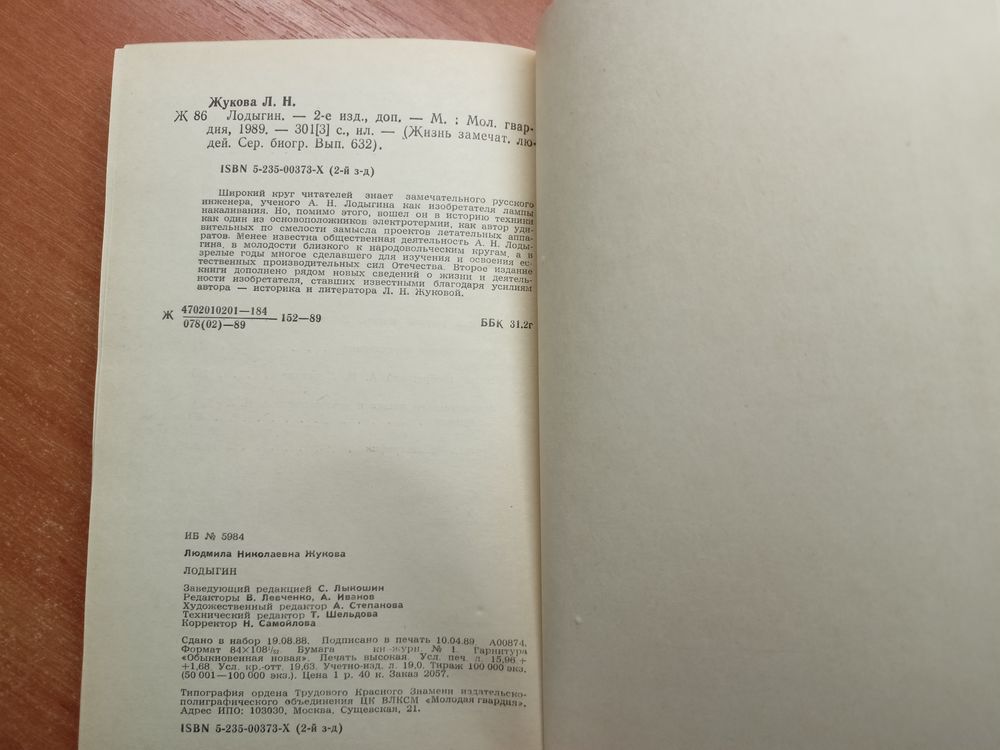 Жукова Л. Н.
Ж 86 Лодыгин. — 2-е изд., доп. — М. : Мол. гвар-
дия, 1989. — 301[3] с., ил. — (Жизнь замечат. лю-
дей. Сер. биогр. Вып. 632).
ISBN 5-235-00373-X (2-й з-д)
Широкий круг читателей знает замечательного русского
инженера, ученого А. Н. Лодыгина как изобретателя лампы
накаливания. Но, помимо этого, вошел он в историю техники
как один из основоположников электротермии, как автор уди-
вительных по смелости замысла проектов летательных аппа-
ратов. Менее известна общественная деятельность А. Н. Лоды-
гина, в молодости близкого к народовольческим кругам, а в
зрелые годы многое сделавшего для изучения и освоения ес-
тественных производительных сил Отечества. Второе издание
книги дополнено рядом новых сведений о жизни и деятель-
ности изобретателя, ставших известными благодаря усилиям
автора — историка и литератора Л. Н. Жуковой.
Ж 4702010201—184 152—89
078(02)—89
ББК 31.2г
ИБ № 5984
Людмила Николаевна Жукова
ЛОДЫГИН
Заведующий редакцией С. Лыкошин
Редакторы В. Левченко, А. Иванов
Художественный редактор А. Степанова
Технический редактор Т. Шельдова
Корректор Н. Самойлова
Сдано в набор 19.08.88. Подписано в печать 10.04.89. А00874.
Формат 84×108¹/₃₂. Бумага кн-журн. № 1. Гарнитура
«Обыкновенная новая». Печать высокая. Усл. печ. л. 15,96 +
+1,68. Усл. кр.-отт. 19,63. Учетно-изд. л. 19,0. Тираж 100 000 экз.
(50 001—100 000 экз.). Цена 1 р. 40 к. Заказ 2057.
Типография ордена Трудового Красного Знамени издательско-
полиграфического объединения ЦК ВЛКСМ «Молодая гвардия».
Адрес ИПО: 103030, Москва, Сущевская, 21.
ISBN 5-235-00373-X (2-й з-д)